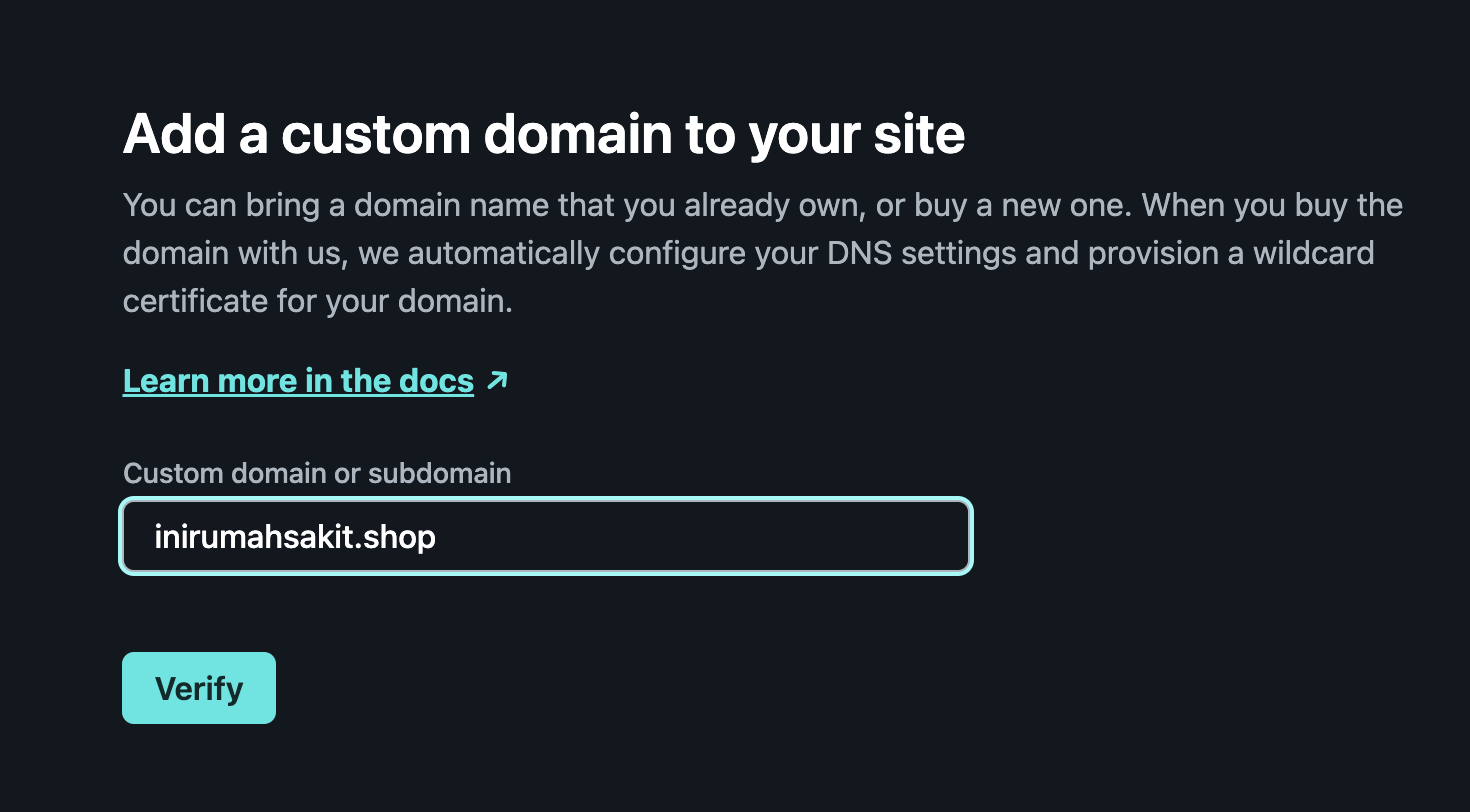 Add a custom domain to your site
You can bring a domain name that you already own, or buy a new one. When you buy the
domain with us, we automatically configure your DNS settings and provision a wildcard
certificate for your domain.
Learn more in the docs ↗
Custom domain or subdomain
inirumahsakit.shop
Verify